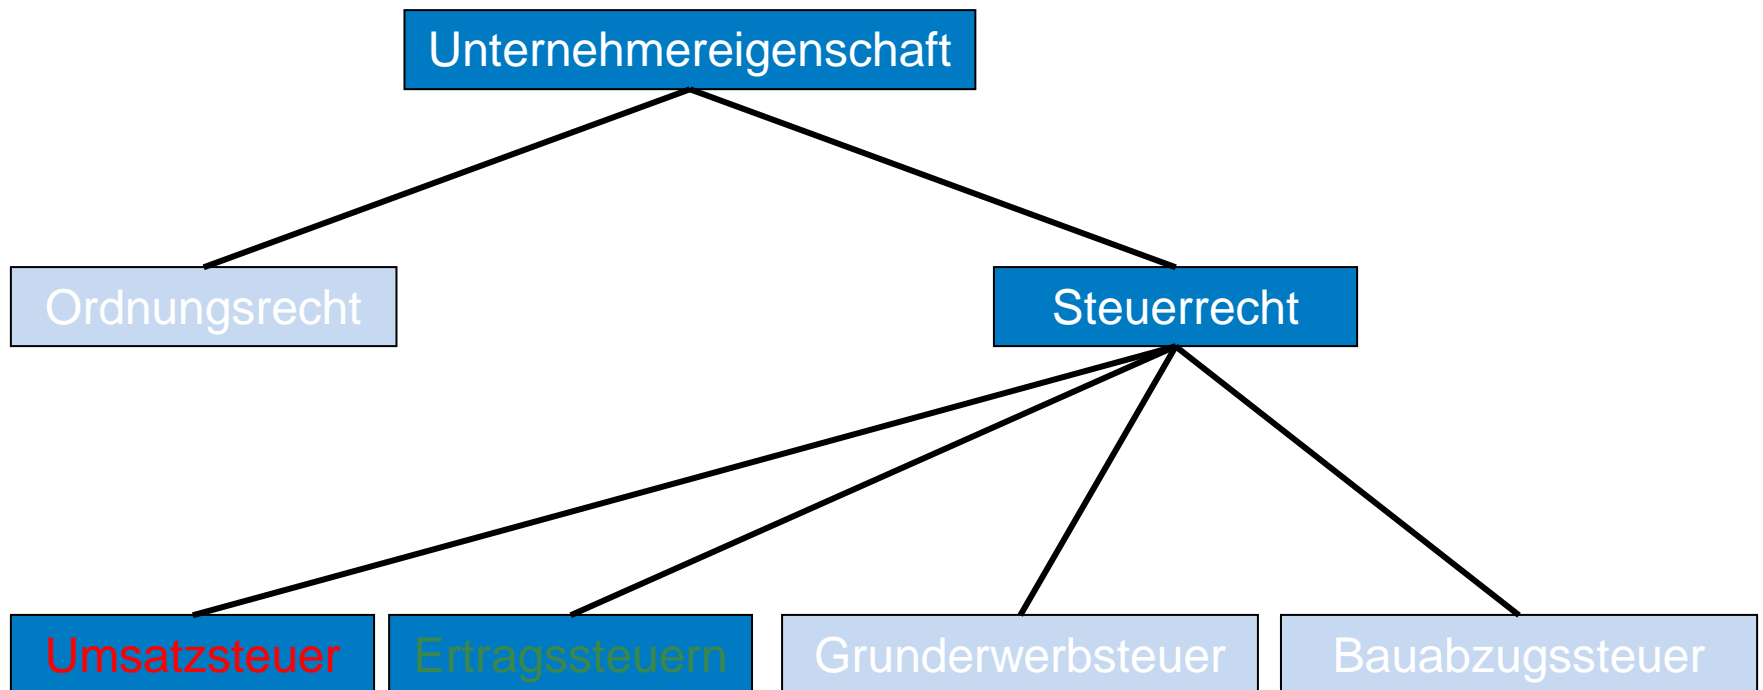 Unternehmereigenschaft
Ordnungsrecht
Steuerrecht
Umsatzsteuer
Ertragssteuern
Grunderwerbsteuer
Bauabzugssteuer